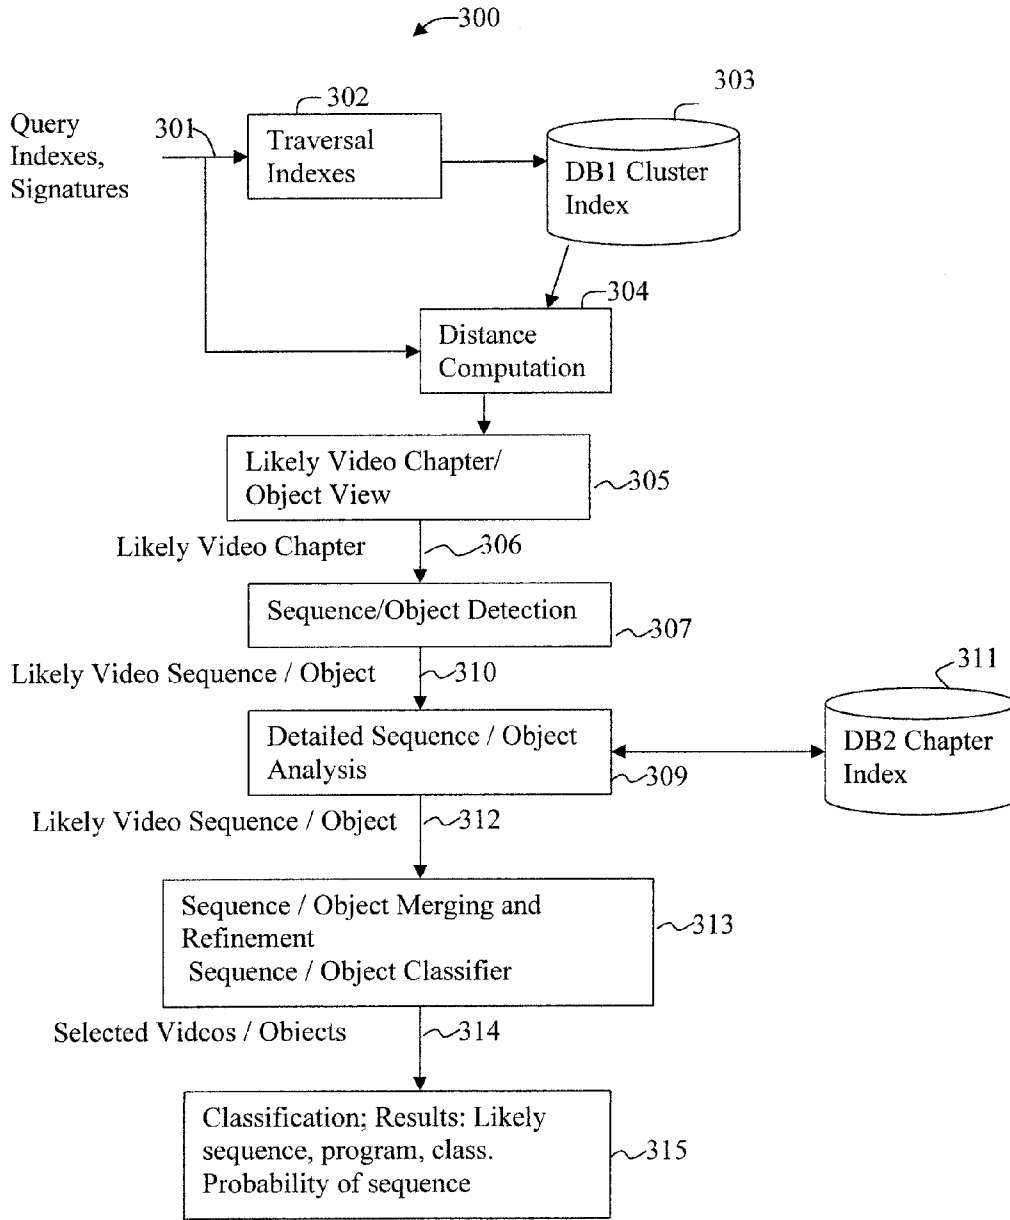 300
302
303
Query
Indexes,
Signatures
301
Traversal
Indexes
DB1 Cluster
Index
304
Distance
Computation
Likely Video Chapter/
Object View
305
Likely Video Chapter
306
Sequence/Object Detection
307
Likely Video Sequence / Object
310
311
Detailed Sequence / Object
Analysis
309
DB2 Chapter
Index
Likely Video Sequence / Object
312
Sequence / Object Merging and
Refinement
Sequence / Object Classifier
313
Selected Videos / Objects
314
Classification; Results: Likely
sequence, program, class.
Probability of sequence
315